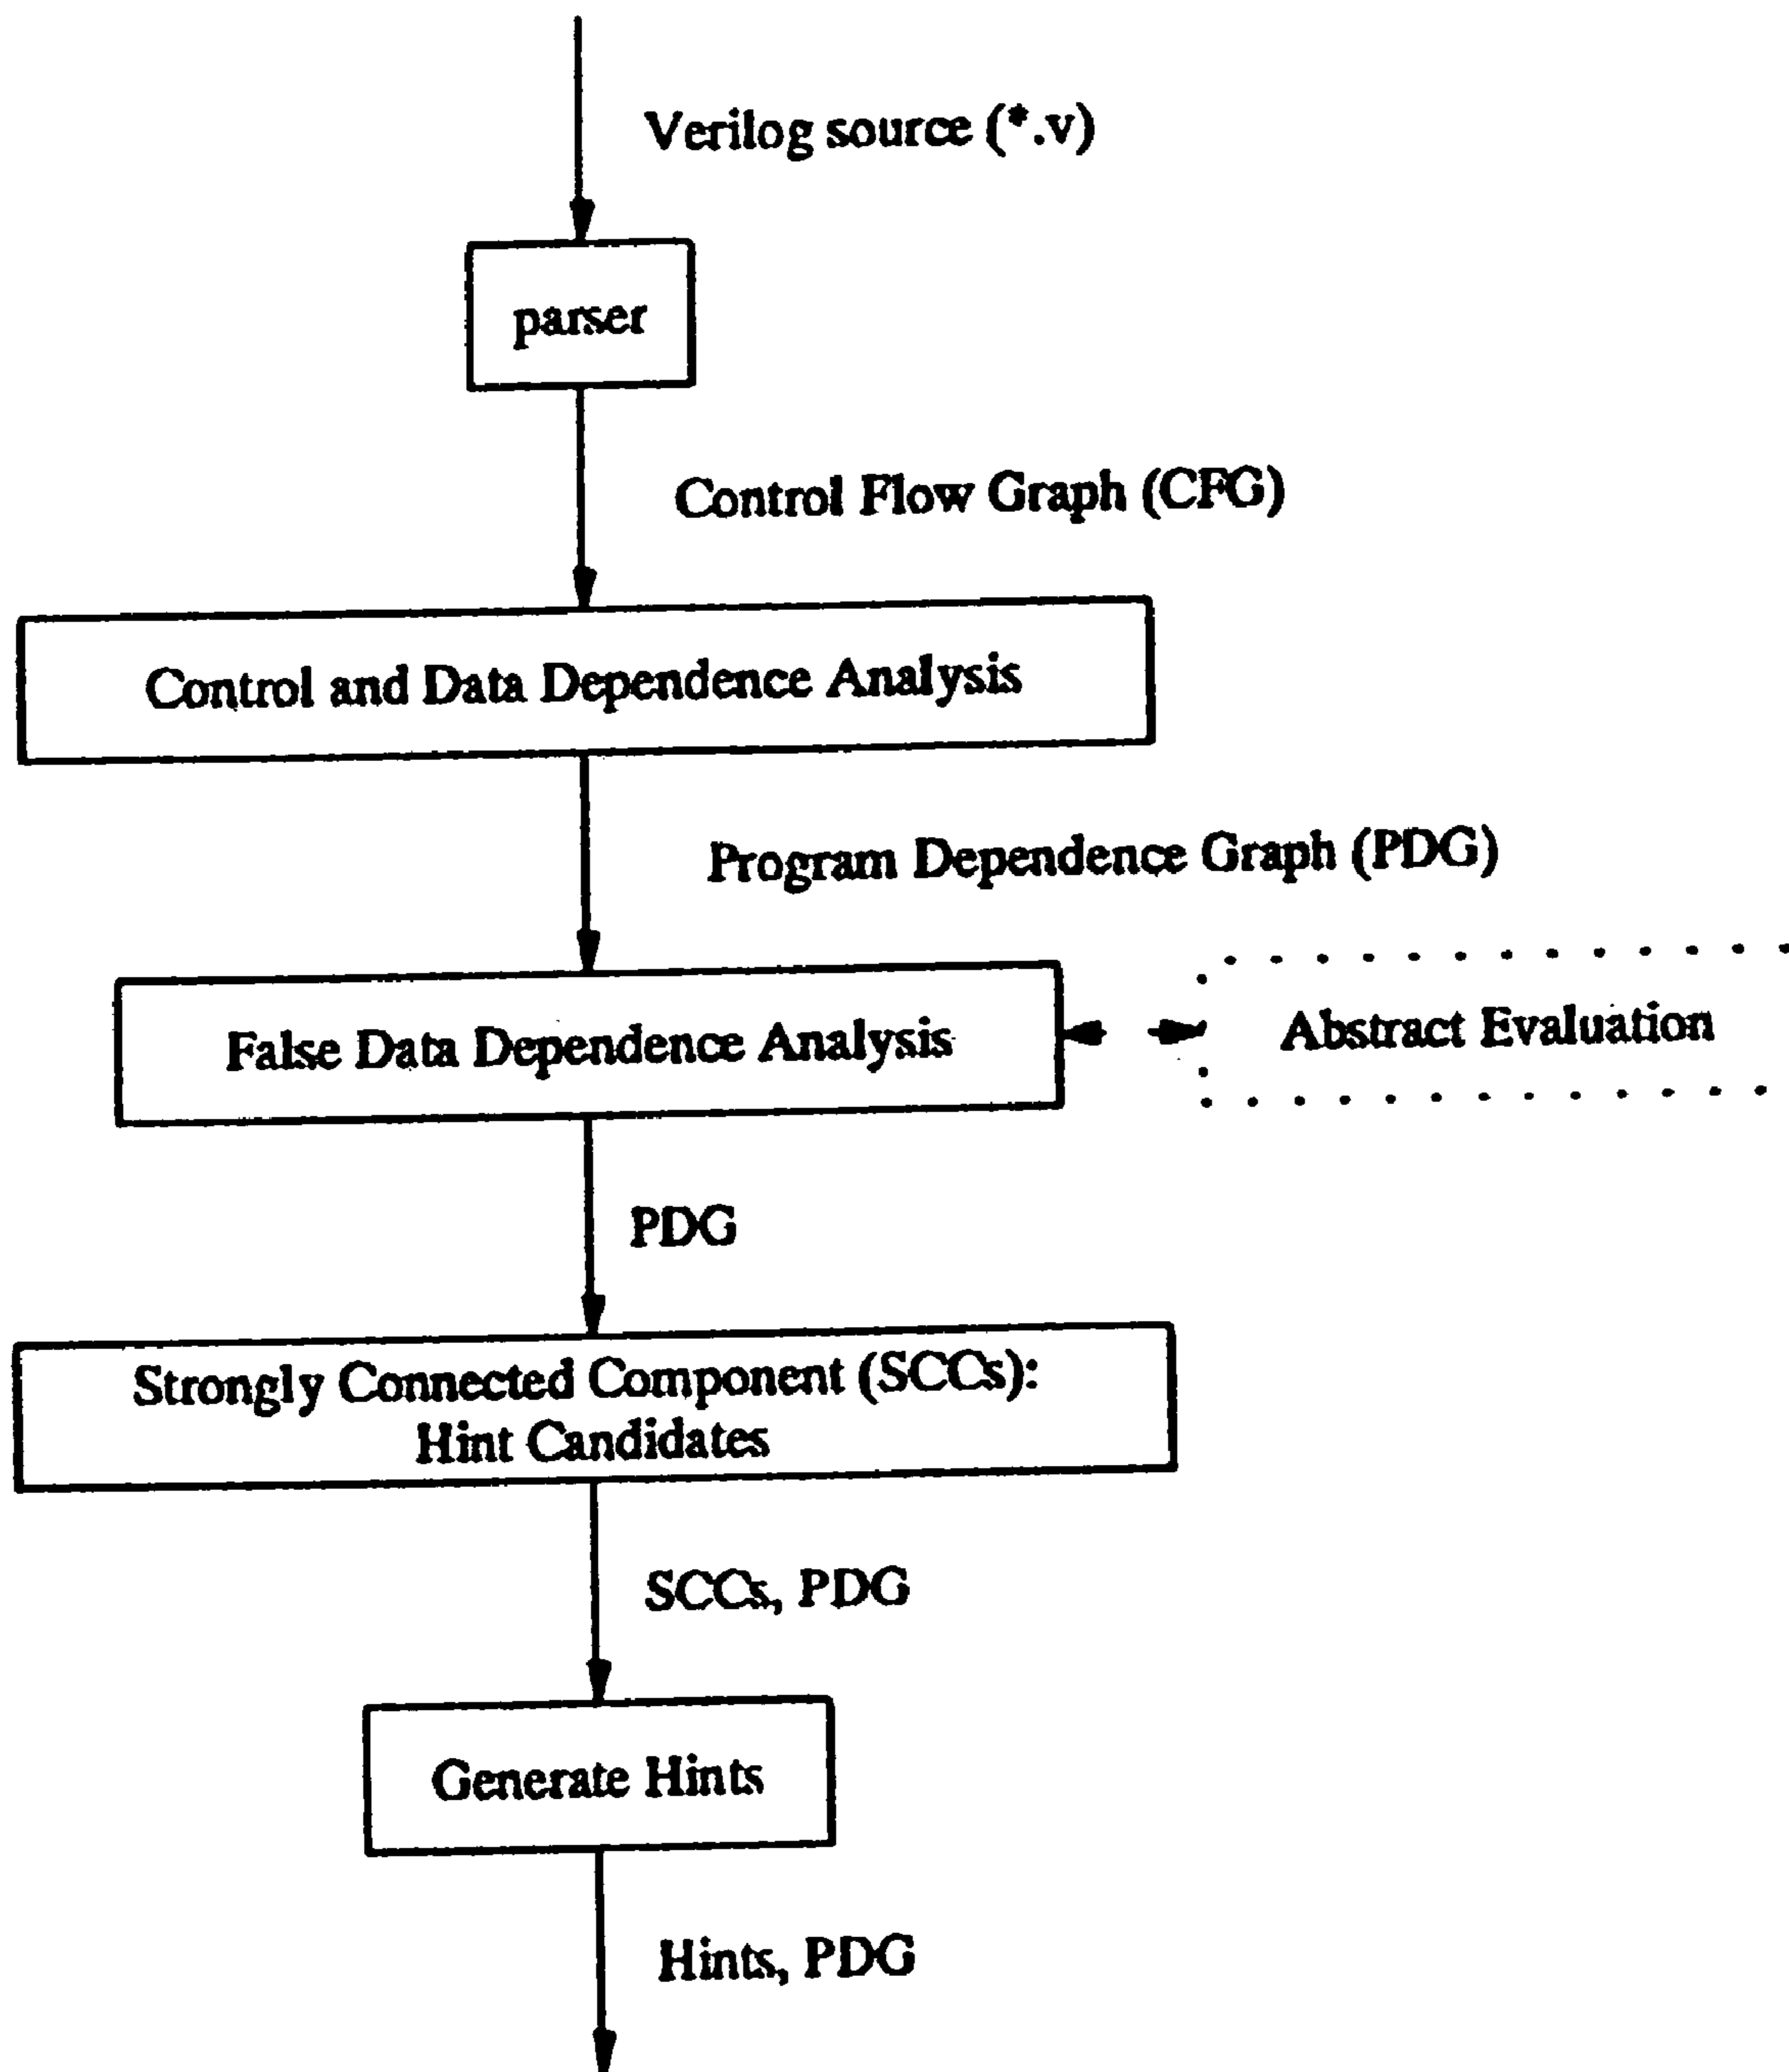 Verilog source (*.v)
parser
Control Flow Graph (CFG)
Control and Data Dependence Analysis
Program Dependence Graph (PDG)
False Data Dependence Analysis
Abstract Evaluation
PDG
Strongly Connected Component (SCCs):
Hint Candidates
SCCs, PDG
Generate Hints
Hints, PDG